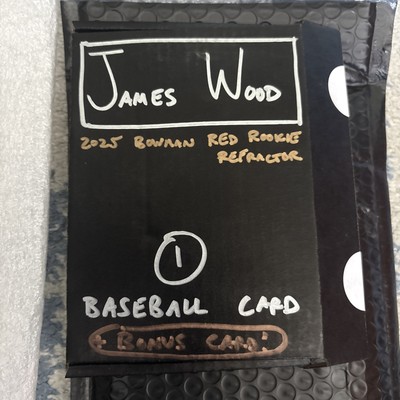 JAMES WOOD
2025 BOWMAN RED ROOKIE
REFRACTOR
1
BASEBALL CARD
+ BONUS CARD!